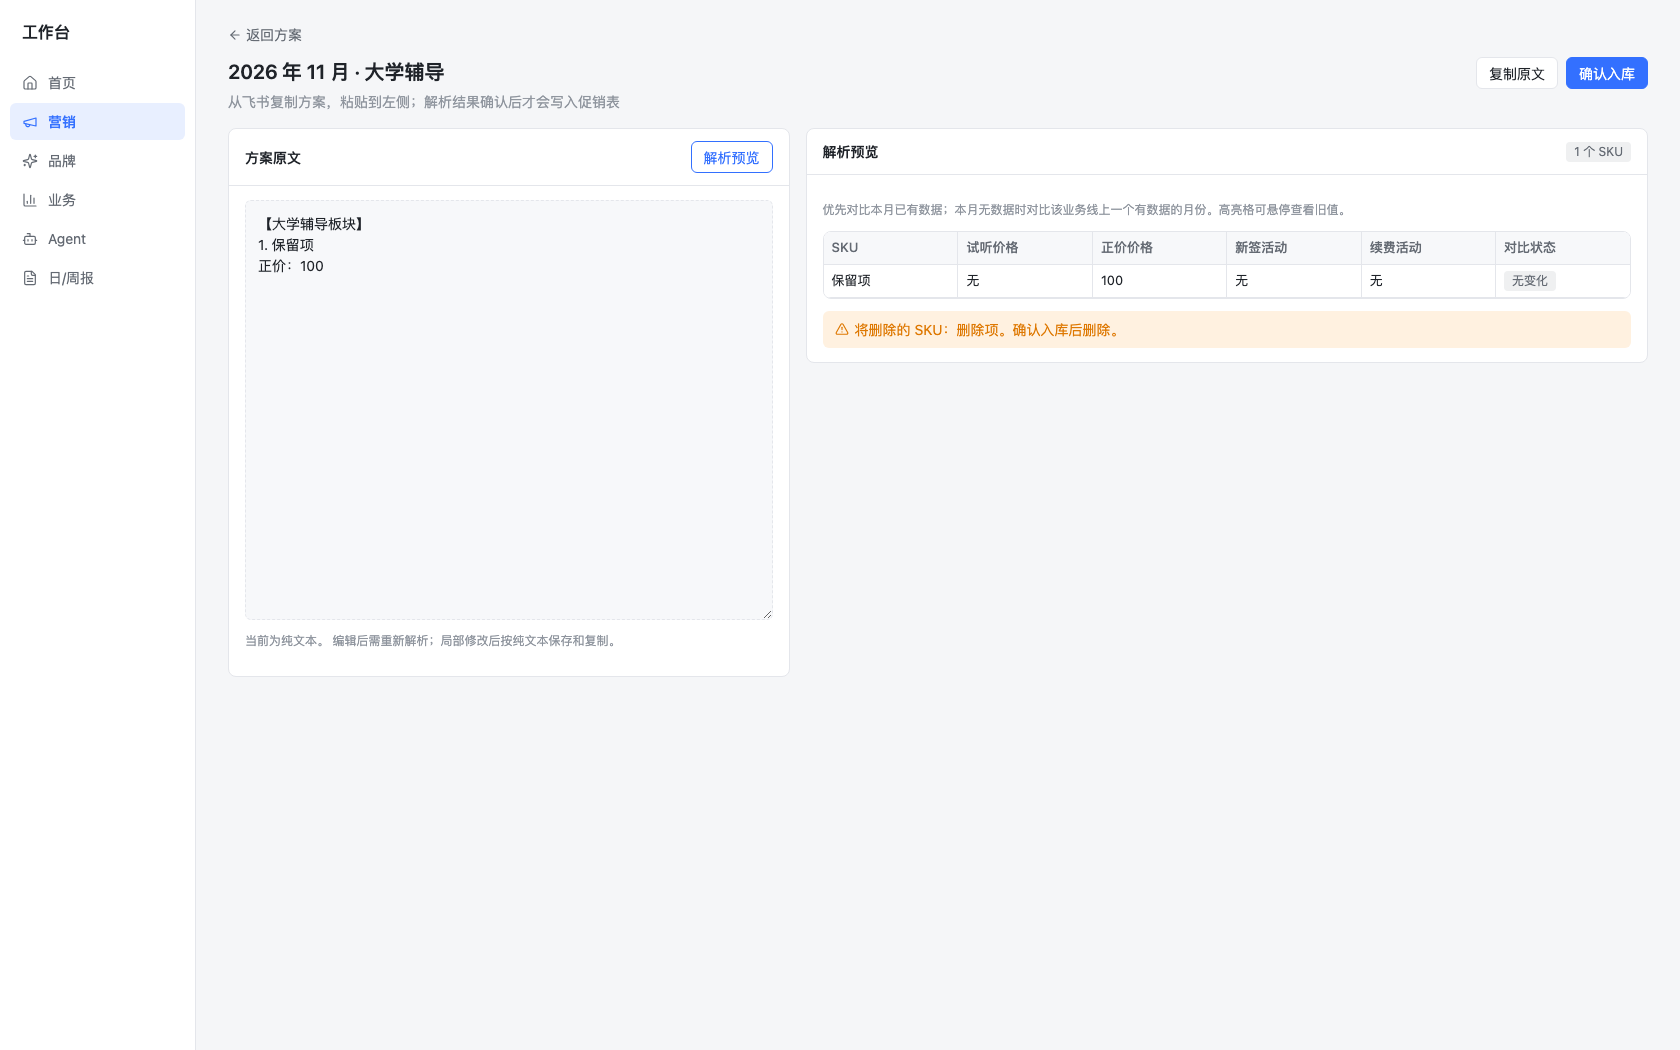 工作台
首页
营销
品牌
业务
Agent
日/周报
返回方案
2026 年 11 月 · 大学辅导
从飞书复制方案，粘贴到左侧；解析结果确认后才会写入促销表
复制原文
确认入库
方案原文
解析预览
【大学辅导板块】
1. 保留项
正价：100
当前为纯文本。 编辑后需重新解析；局部修改后按纯文本保存和复制。
解析预览
1 个 SKU
优先对比本月已有数据；本月无数据时对比该业务线上一个有数据的月份。高亮格可悬停查看旧值。
SKU 试听价格 正价价格 新签活动 续费活动 对比状态
保留项 无 100 无 无 无变化
将删除的 SKU：删除项。确认入库后删除。